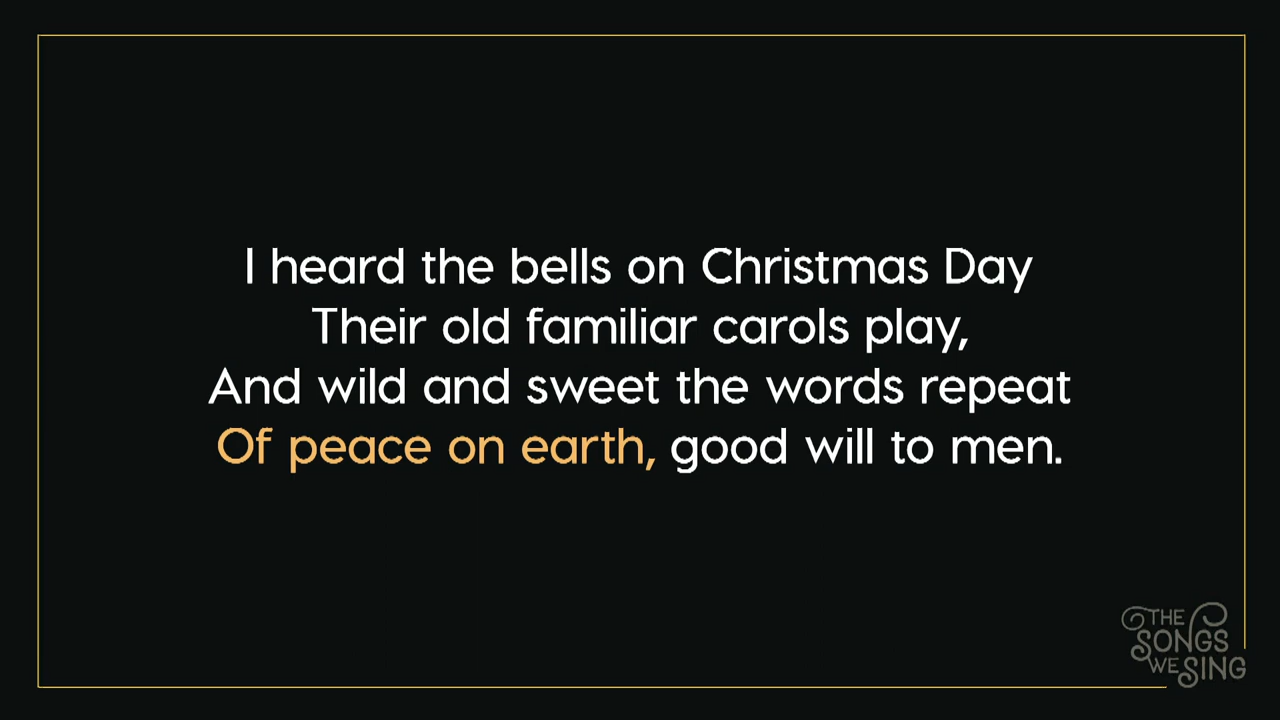 I heard the bells on Christmas Day
Their old familiar carols play,
And wild and sweet the words repeat
Of peace on earth, good will to men.
THE
SONGS
WE SING